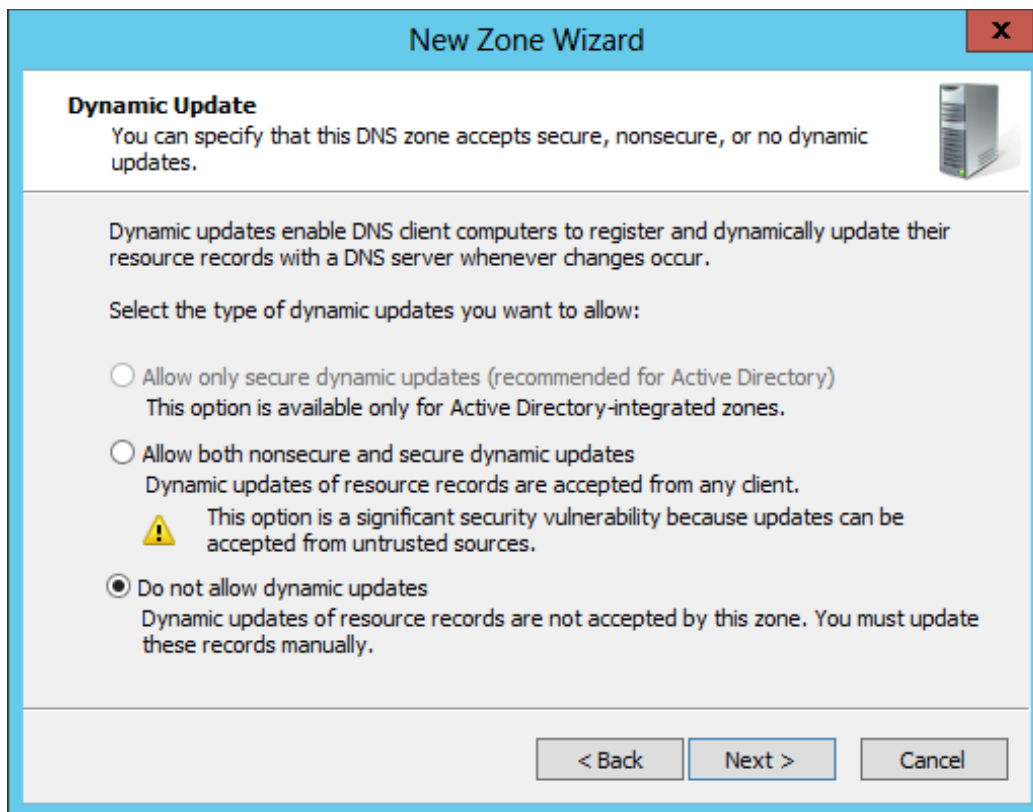 New Zone Wizard
x
Dynamic Update
You can specify that this DNS zone accepts secure, nonsecure, or no dynamic
updates.
Dynamic updates enable DNS client computers to register and dynamically update their
resource records with a DNS server whenever changes occur.
Select the type of dynamic updates you want to allow:
Allow only secure dynamic updates (recommended for Active Directory)
This option is available only for Active Directory-integrated zones.
Allow both nonsecure and secure dynamic updates
Dynamic updates of resource records are accepted from any client.
This option is a significant security vulnerability because updates can be
accepted from untrusted sources.
Do not allow dynamic updates
Dynamic updates of resource records are not accepted by this zone. You must update
these records manually.
< Back
Next >
Cancel